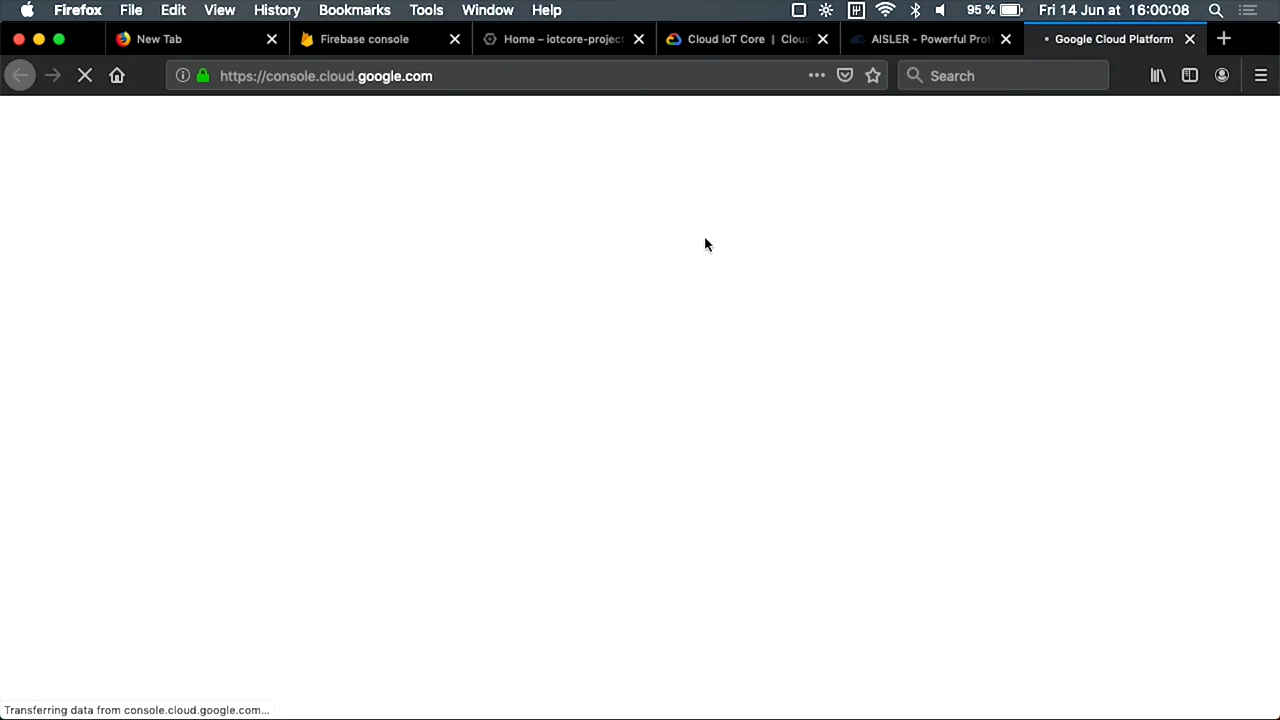 Firefox File Edit View History Bookmarks Tools Window Help 95 % Fri 14 Jun at 16:00:08
New Tab Firebase console Home – iotcore-project Cloud IoT Core | Clou AISLER - Powerful Prot Google Cloud Platform
https://console.cloud.google.com Search
Transferring data from console.cloud.google.com...